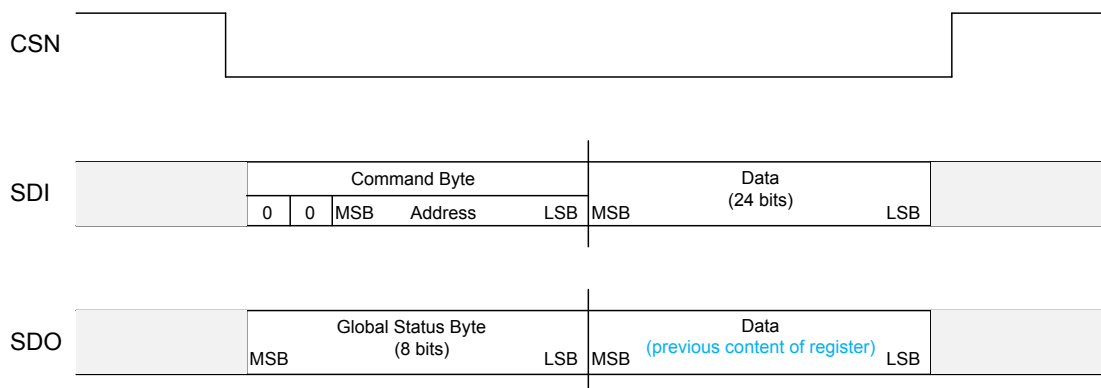 CSN
SDI
Command Byte
0 0 MSB Address LSB
Data
(24 bits)
MSB LSB
SDO
Global Status Byte
(8 bits)
MSB LSB
Data
(previous content of register)
MSB LSB